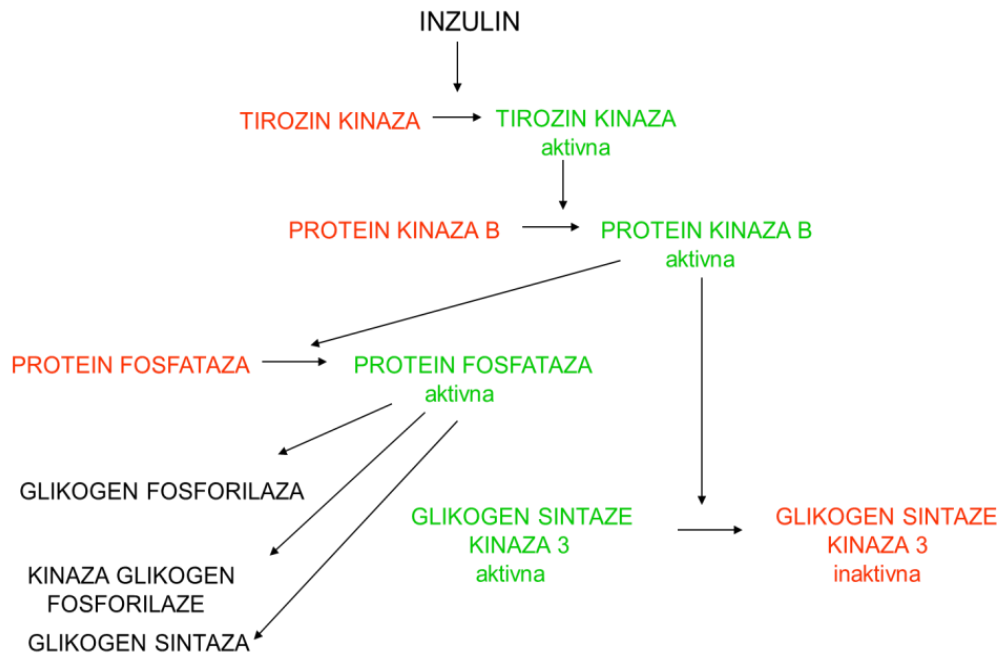 INZULIN
TIROZIN KINAZA
TIROZIN KINAZA
aktivna
PROTEIN KINAZA B
PROTEIN KINAZA B
aktivna
PROTEIN FOSFATAZA
PROTEIN FOSFATAZA
aktivna
GLIKOGEN FOSFORILAZA
KINAZA GLIKOGEN
FOSFORILAZE
GLIKOGEN SINTAZA
GLIKOGEN SINTAZE
KINAZA 3
aktivna
GLIKOGEN SINTAZE
KINAZA 3
inaktivna